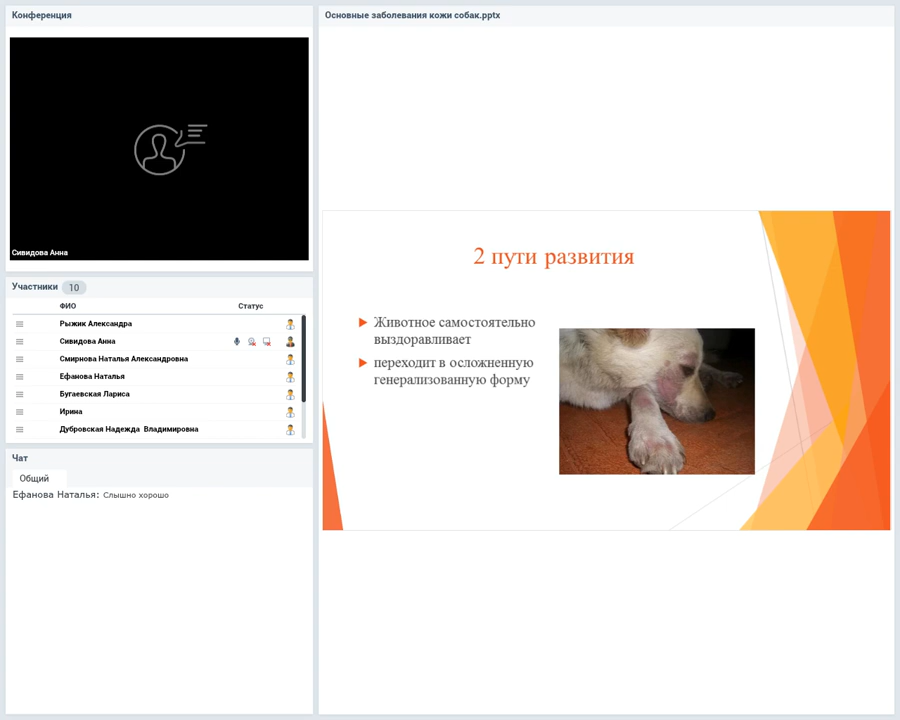 Конференция
Сивидова Анна
Участники 10
ФИО Статус
Рыжик Александра
Сивидова Анна
Смирнова Наталья Александровна
Ефанова Наталья
Бугаевская Лариса
Ирина
Дубровская Надежда Владимировна
Чат
Общий
Ефанова Наталья: Слышно хорошо
Основные заболевания кожи собак.pptx
2 пути развития
Животное самостоятельно
выздоравливает
переходит в осложненную
генерализованную форму